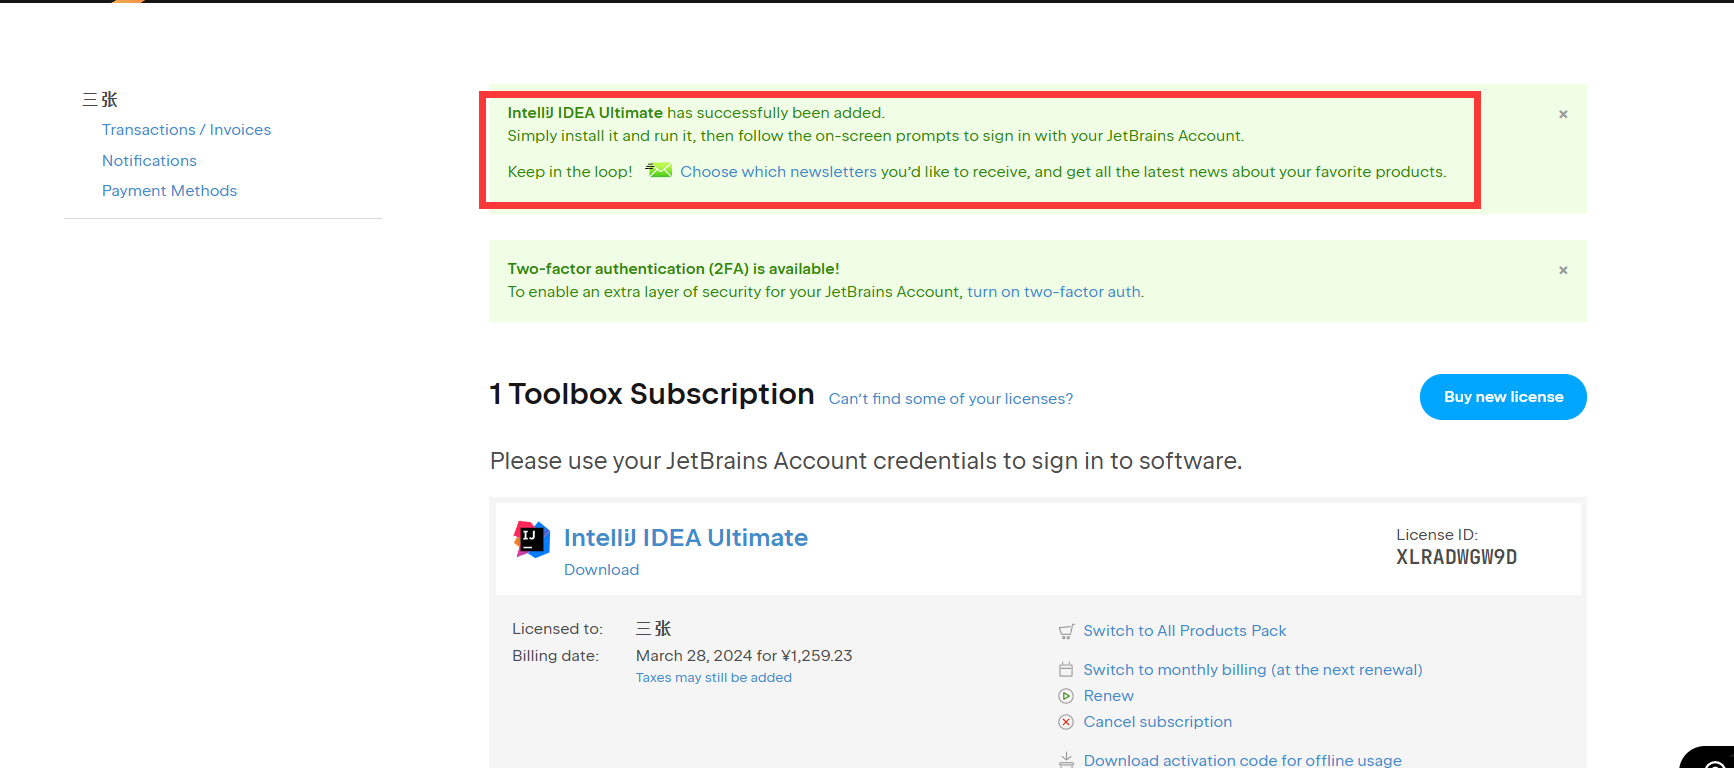 三 张
Transactions / Invoices
Notifications
Payment Methods
IntelliJ IDEA Ultimate has successfully been added.
Simply install it and run it, then follow the on-screen prompts to sign in with your JetBrains Account.
Keep in the loop! Choose which newsletters you'd like to receive, and get all the latest news about your favorite products.
×
Two-factor authentication (2FA) is available!
To enable an extra layer of security for your JetBrains Account, turn on two-factor auth.
×
1 Toolbox Subscription Can't find some of your licenses?
Buy new license
Please use your JetBrains Account credentials to sign in to software.
IJ
IntelliJ IDEA Ultimate
Download
License ID:
XLRADWGW9D
Licensed to: 三 张
Billing date: March 28, 2024 for ¥1,259.23
Taxes may still be added
Switch to All Products Pack
Switch to monthly billing (at the next renewal)
Renew
Cancel subscription
Download activation code for offline usage